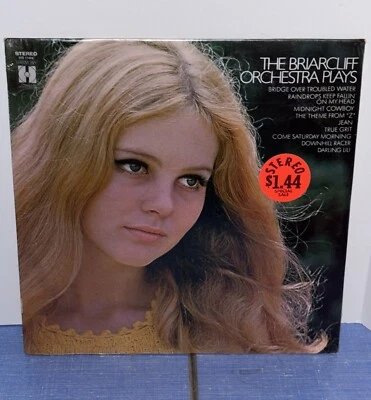 STEREO
THE BRIARCLIFF
ORCHESTRA PLAYS
BRIDGE OVER TROUBLED WATER
RAINDROPS KEEP FALLIN'
ON MY HEAD
MIDNIGHT COWBOY
THE THEME FROM "Z"
JEAN
TRUE GRIT
COME SATURDAY MORNING
DOWNHILL RACER
DARLING LILI
STEREO
$1.44
SPECIAL